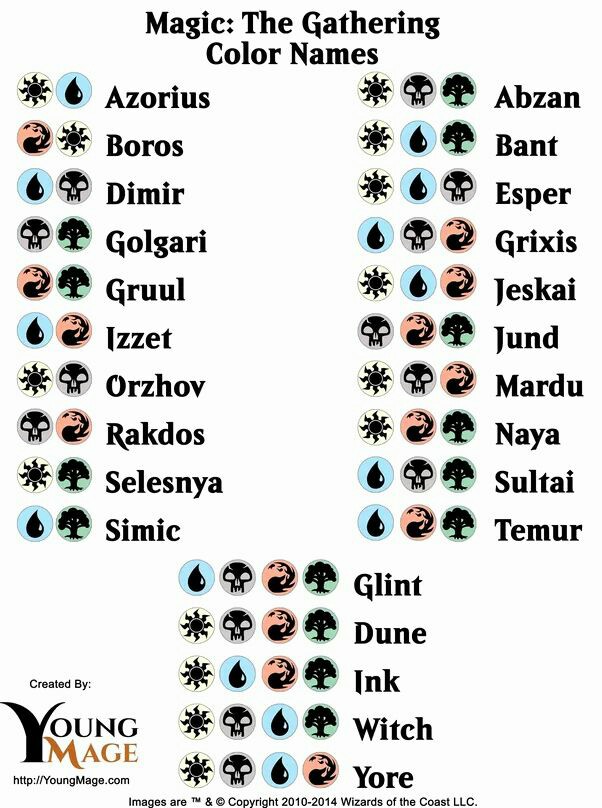 Magic: The Gathering
Color Names
Azorius
Boros
Dimir
Golgari
Gruul
Izzet
Orzhov
Rakdos
Selesnya
Simic
Abzan
Bant
Esper
Grixis
Jeskai
Jund
Mardu
Naya
Sultai
Temur
Glint
Dune
Ink
Witch
Yore
Created By:
YOUNG
MAGE
http://YoungMage.com
Images are ™ & © Copyright 2010-2014 Wizards of the Coast LLC.